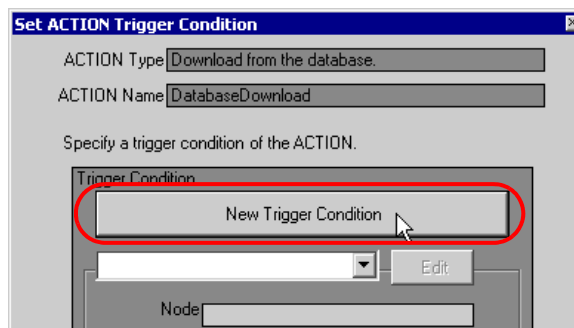 Set ACTION Trigger Condition
ACTION Type Download from the database.
ACTION Name DatabaseDownload
Specify a trigger condition of the ACTION.
Trigger Condition
New Trigger Condition
Edit
Node